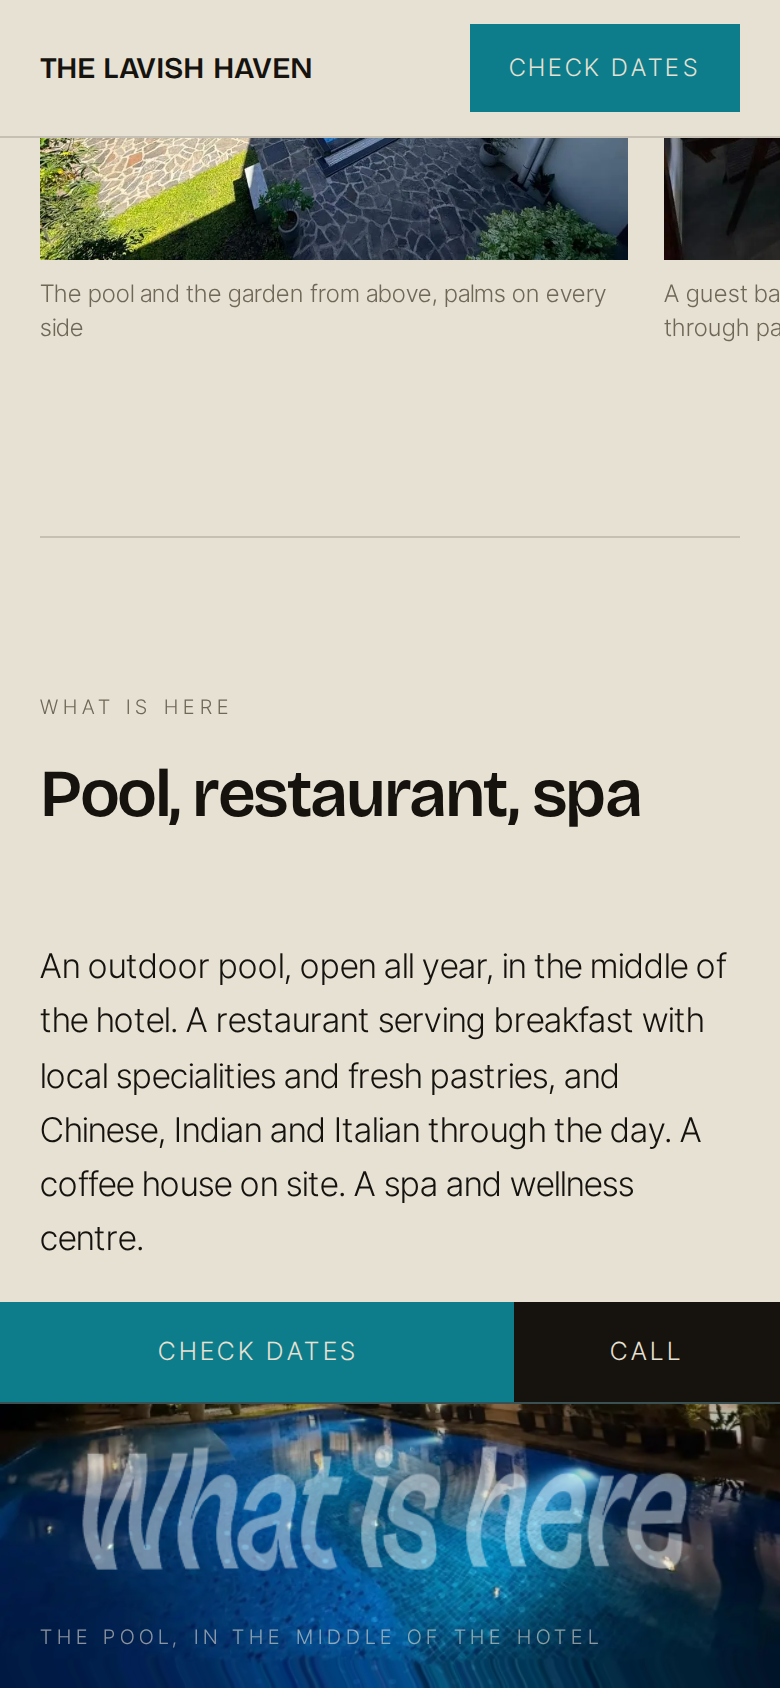 THE LAVISH HAVEN
CHECK DATES
The pool and the garden from above, palms on every
side
A guest
through
WHAT IS HERE
Pool, restaurant, spa
An outdoor pool, open all year, in the middle of
the hotel. A restaurant serving breakfast with
local specialities and fresh pastries, and
Chinese, Indian and Italian through the day. A
coffee house on site. A spa and wellness
centre.
CHECK DATES
CALL
What is here
THE POOL, IN THE MIDDLE OF THE HOTEL